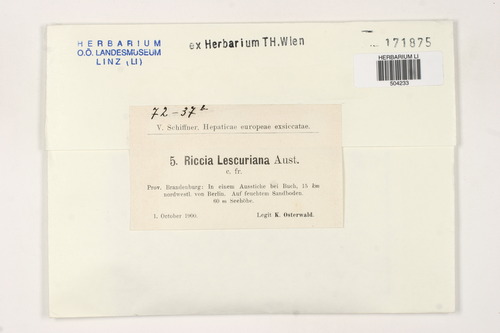 HERBARIUM
O.Ö. LANDESMUSEUM
LINZ (LI)
ex Herbarium TH.Wien
171875
HERBARIUM LI
504233
72-37
V. Schiffner, Hepaticae europaeae exsiccatae.
5. Riccia Lescuriana Aust.
c. fr.
Prov. Brandenburg: In einem Ausstiche bei Buch, 15 km
nordwestl. von Berlin. Auf feuchtem Sandboden.
60 m Seehöhe.
1. October 1900.
Legit K. Osterwald.